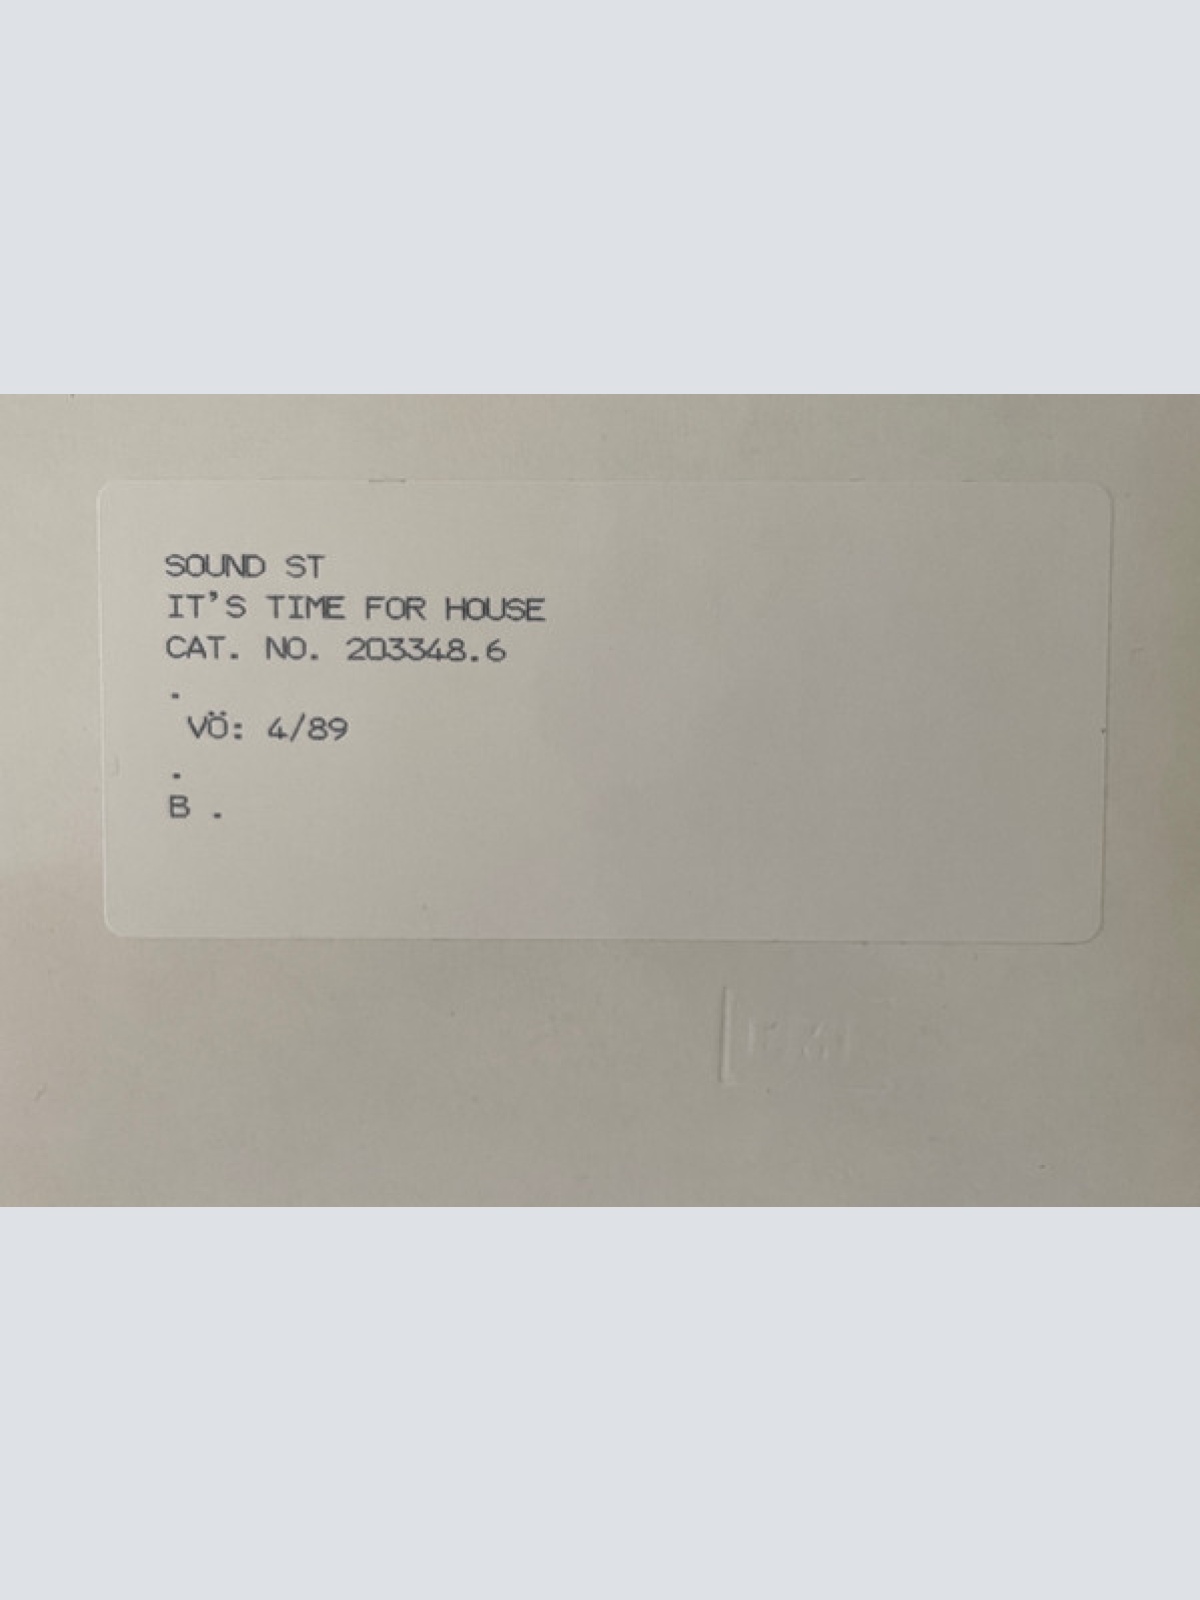 SOUND ST
IT'S TIME FOR HOUSE
CAT. NO. 203348.6
.
VÖ: 4/89
.
B .